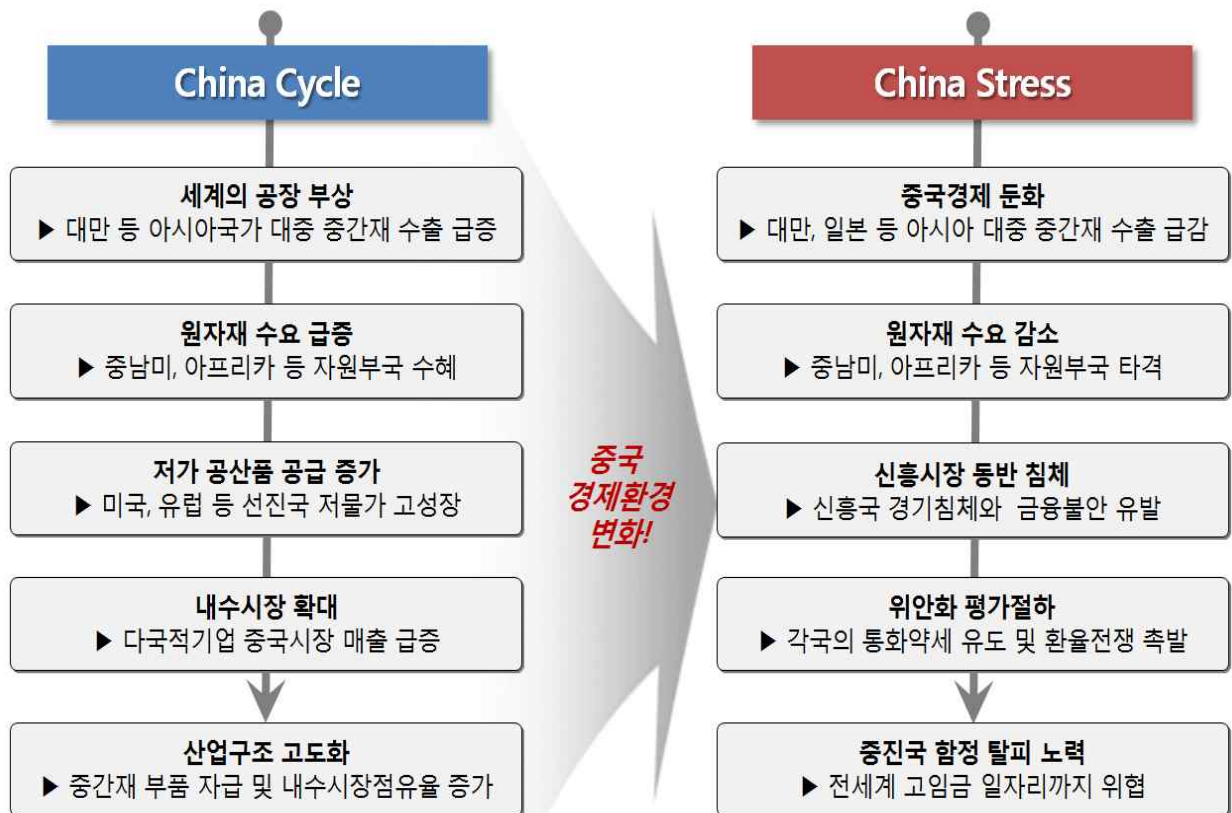 China Cycle
세계의 공장 부상
▶ 대만 등 아시아국가 대중 중간재 수출 급증
원자재 수요 급증
▶ 중남미, 아프리카 등 자원부국 수혜
저가 공산품 공급 증가
▶ 미국, 유럽 등 선진국 저물가 고성장
내수시장 확대
▶ 다국적기업 중국시장 매출 급증
산업구조 고도화
▶ 중간재 부품 자급 및 내수시장점유율 증가
중국
경제환경
변화!
China Stress
중국경제 둔화
▶ 대만, 일본 등 아시아 대중 중간재 수출 급감
원자재 수요 감소
▶ 중남미, 아프리카 등 자원부국 타격
신흥시장 동반 침체
▶ 신흥국 경기침체와 금융불안 유발
위안화 평가절하
▶ 각국의 통화약세 유도 및 환율전쟁 촉발
중진국 함정 탈피 노력
▶ 전세계 고임금 일자리까지 위협